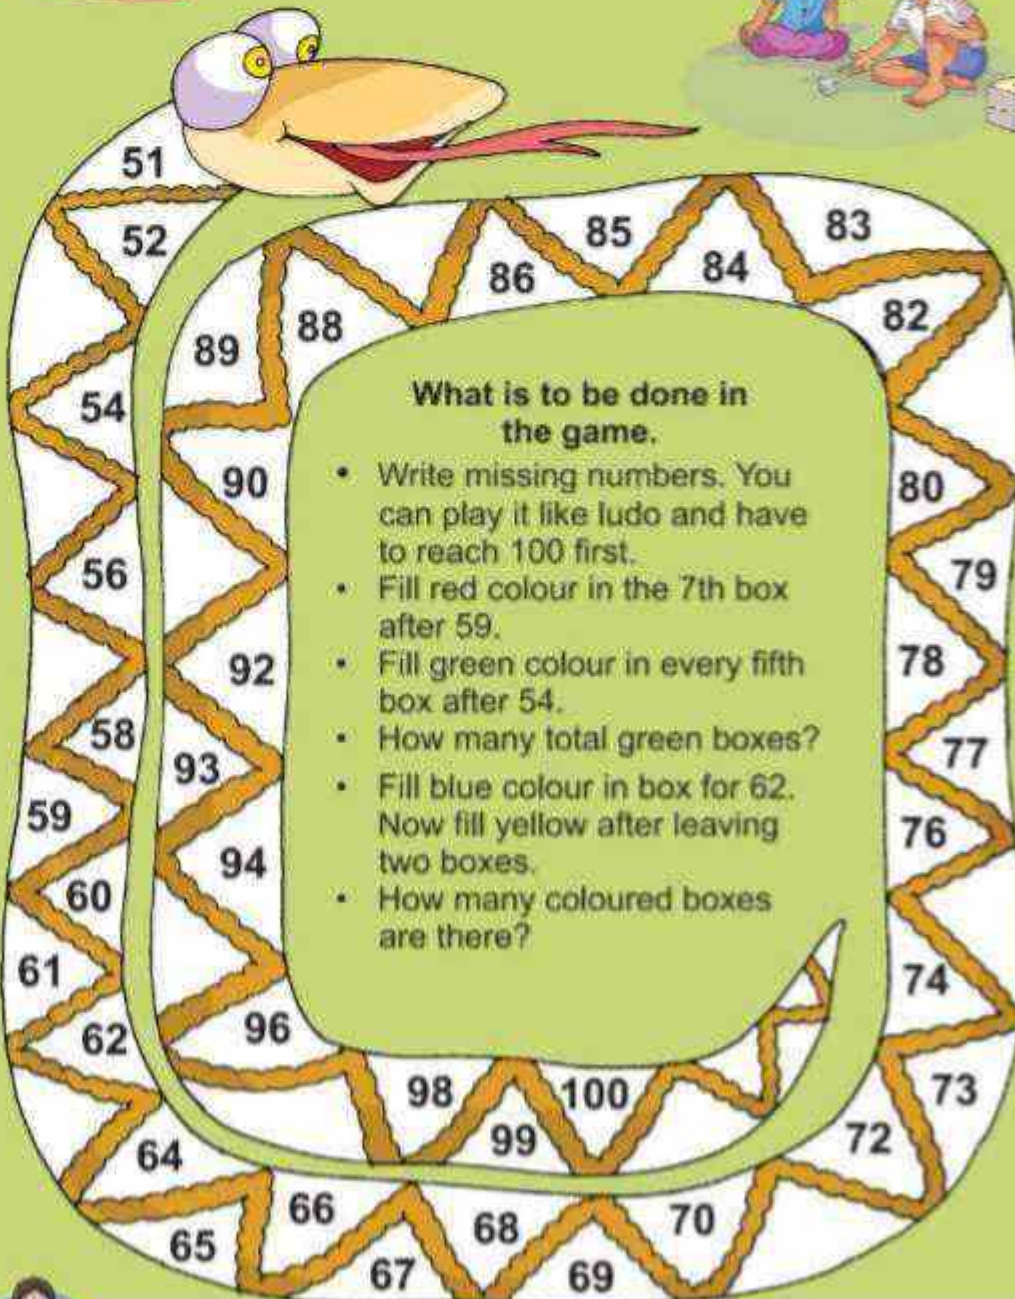 51
52
54
56
58
59
60
61
62
64
65
66
67
68
69
70
72
73
74
76
77
78
79
80
82
83
84
85
86
88
89
90
92
93
94
96
98
99
100
What is to be done in
the game.
• Write missing numbers. You
can play it like ludo and have
to reach 100 first.
• Fill red colour in the 7th box
after 59.
• Fill green colour in every fifth
box after 54.
• How many total green boxes?
• Fill blue colour in box for 62.
Now fill yellow after leaving
two boxes.
• How many coloured boxes
are there?